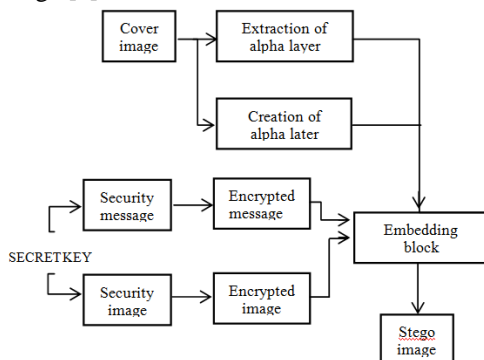 Cover
image
Extraction of
alpha layer
Creation of
alpha later
Security
message
Encrypted
message
Embedding
block
SECRETKEY
Security
image
Encrypted
image
Stego
image